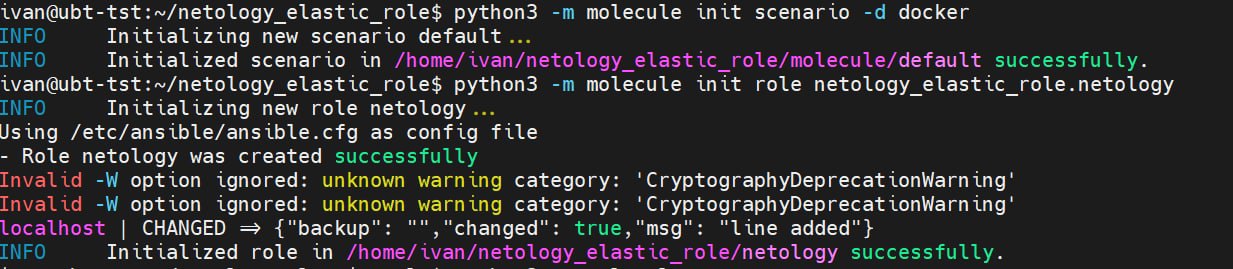 ivan@ubt-tst:~/netology_elastic_role$ python3 -m molecule init scenario -d docker
INFO     Initializing new scenario default...
INFO     Initialized scenario in /home/ivan/netology_elastic_role/molecule/default successfully.
ivan@ubt-tst:~/netology_elastic_role$ python3 -m molecule init role netology_elastic_role.netology
INFO     Initializing new role netology...
Using /etc/ansible/ansible.cfg as config file
- Role netology was created successfully
Invalid -W option ignored: unknown warning category: 'CryptographyDeprecationWarning'
Invalid -W option ignored: unknown warning category: 'CryptographyDeprecationWarning'
localhost | CHANGED => {"backup": "","changed": true,"msg": "line added"}
INFO     Initialized role in /home/ivan/netology_elastic_role/netology successfully.